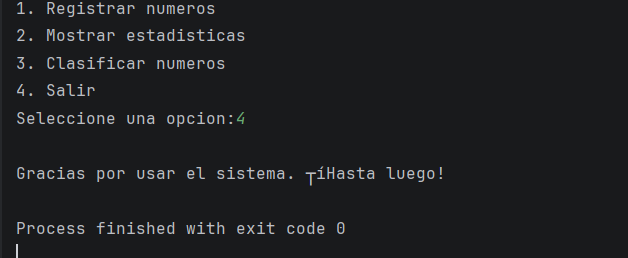 1. Registrar numeros
2. Mostrar estadisticas
3. Clasificar numeros
4. Salir
Seleccione una opcion:4
Gracias por usar el sistema. ┬íHasta luego!
Process finished with exit code 0